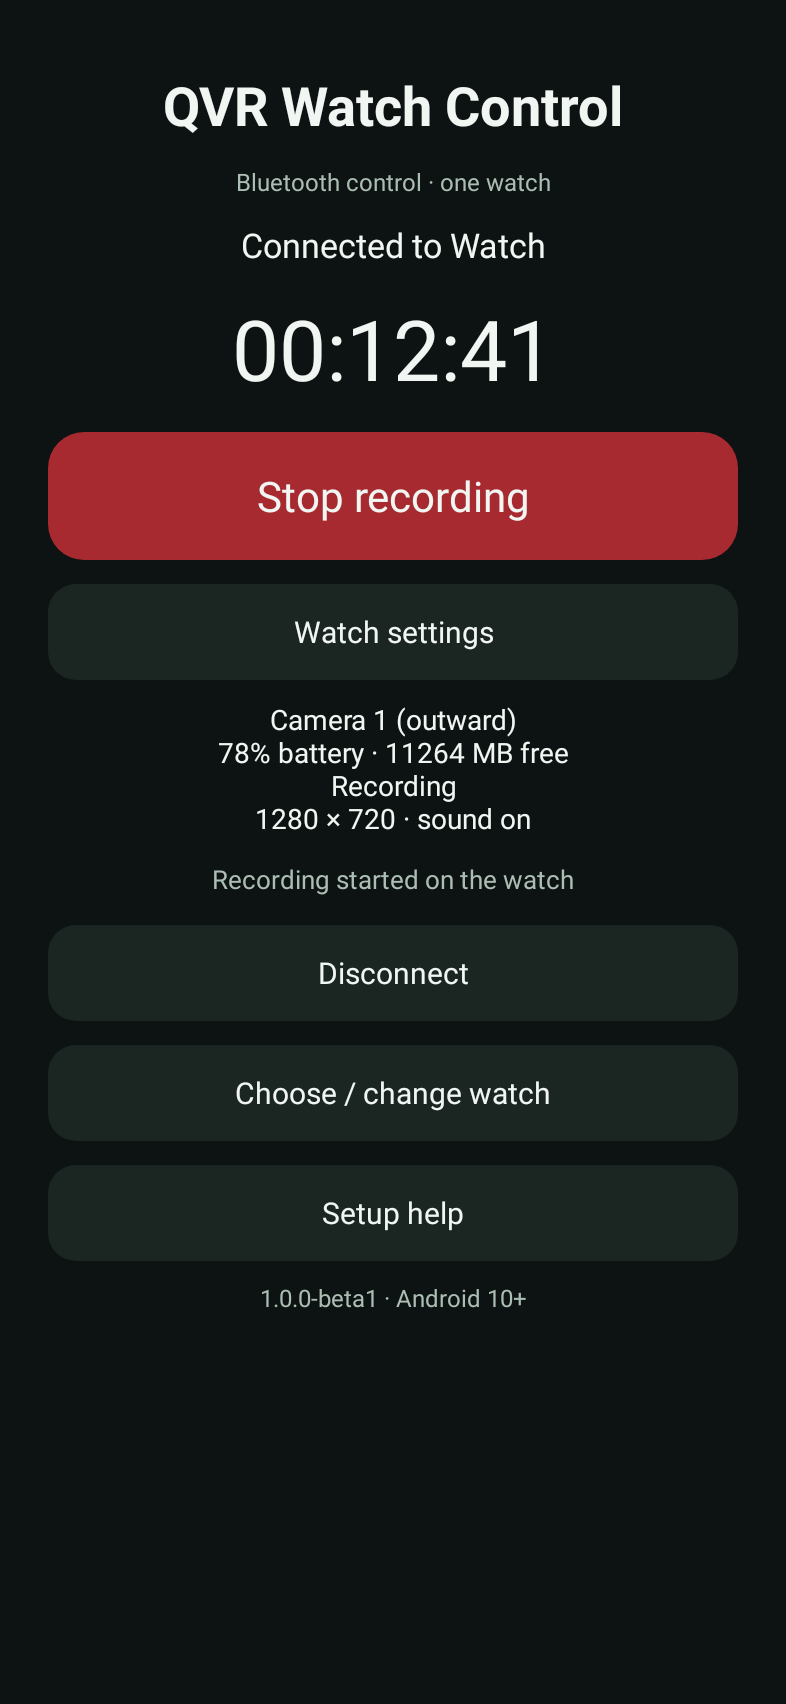 QVR Watch Control
Bluetooth control · one watch
Connected to Watch
00:12:41
Stop recording
Watch settings
Camera 1 (outward)
78% battery · 11264 MB free
Recording
1280 × 720 · sound on
Recording started on the watch
Disconnect
Choose / change watch
Setup help
1.0.0-beta1 · Android 10+